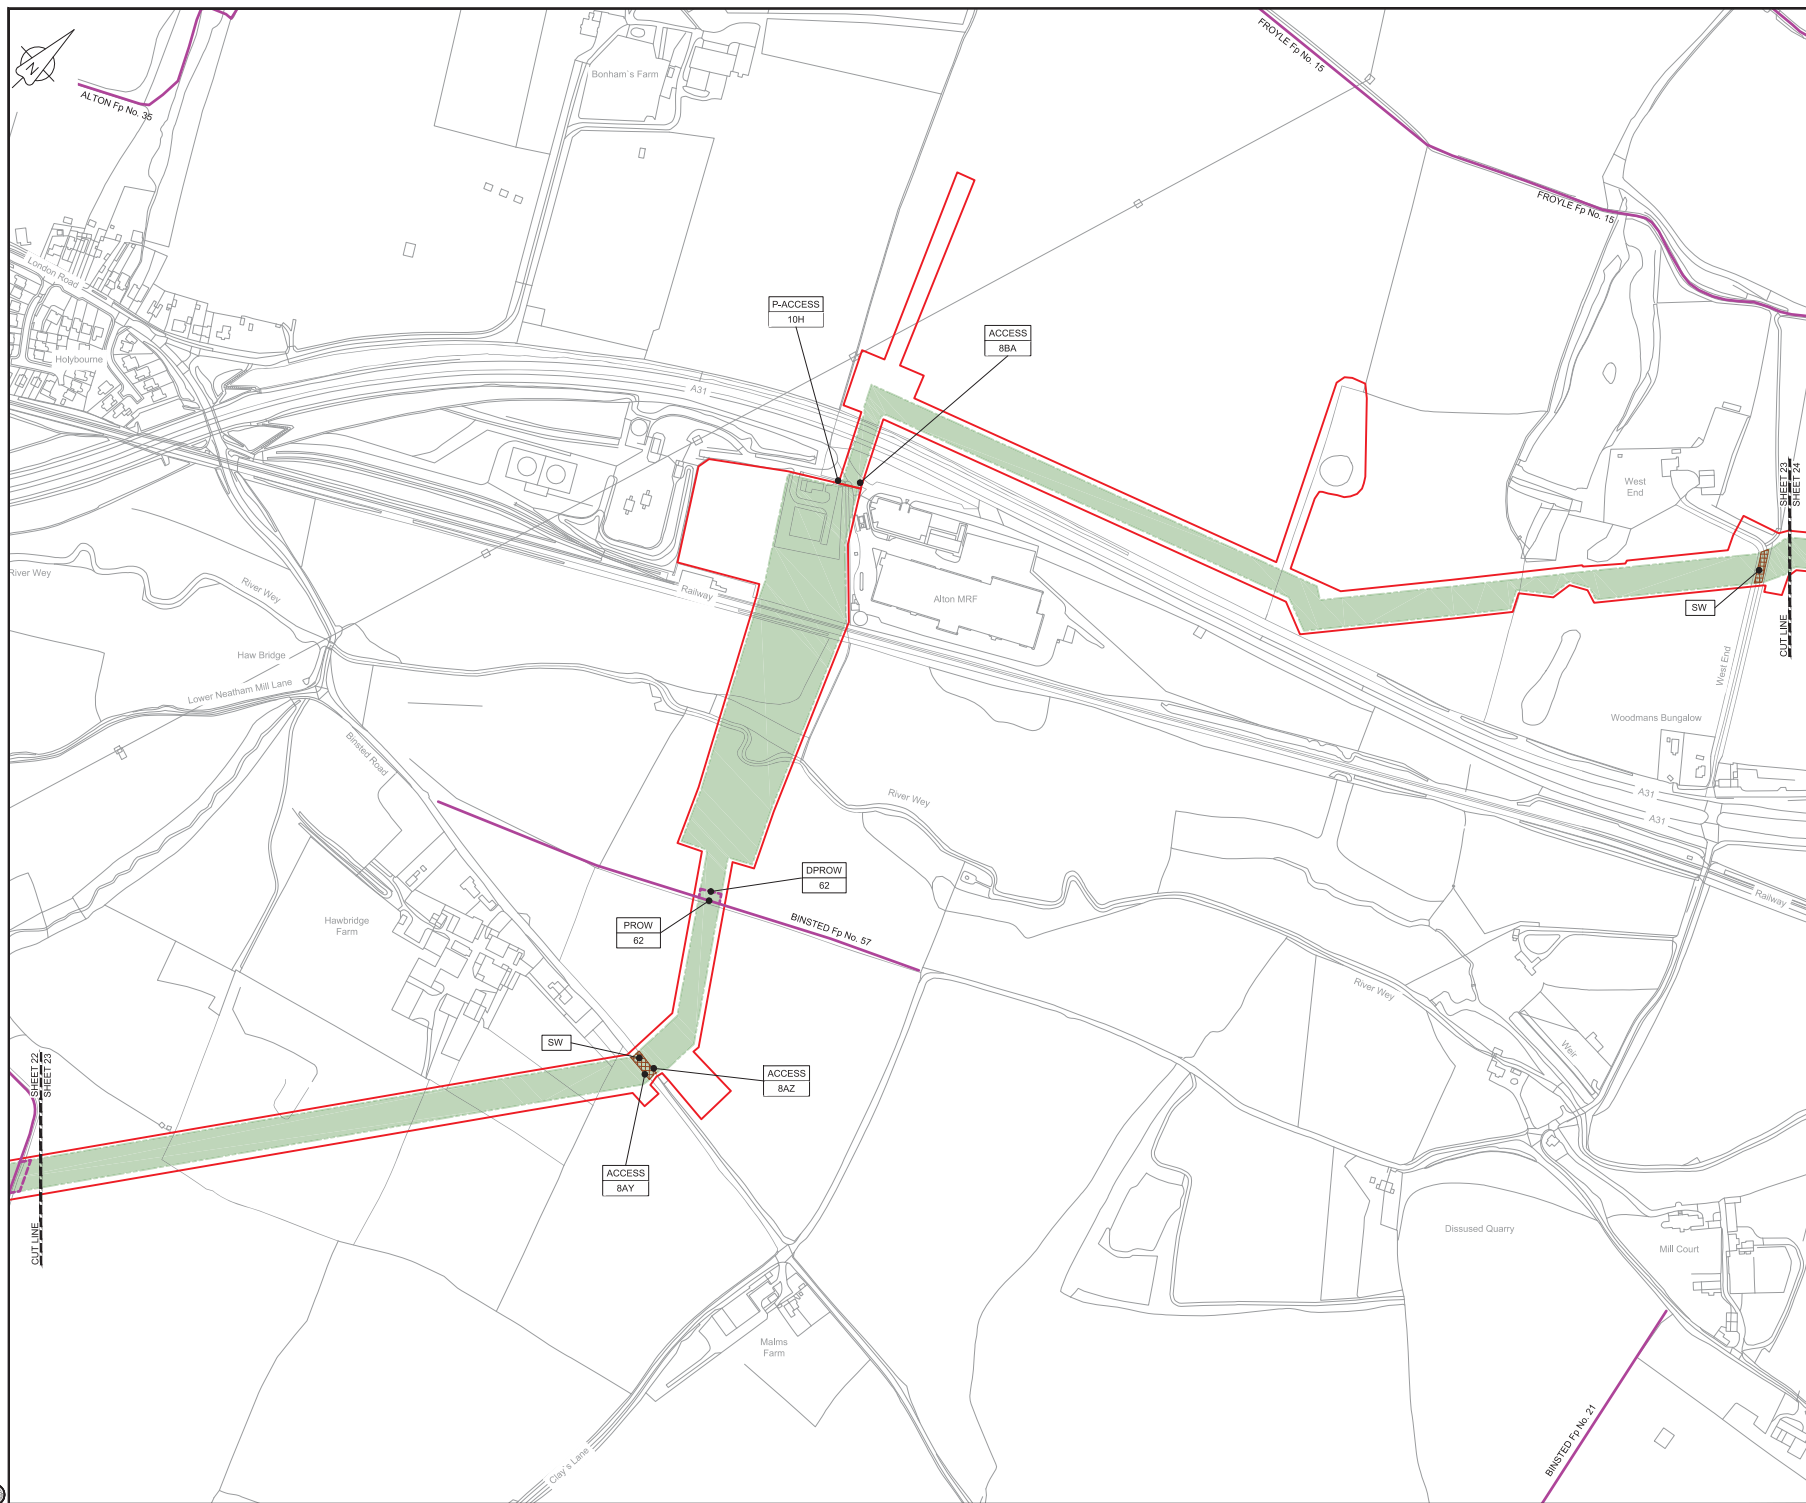 N
ALTON Fp No. 35
Bonham's Farm
FROYLE Fp No. 15
FROYLE Fp No. 15
London Road
Holybourne
P-ACCESS
10H
ACCESS
8BA
A31
West
End
SHEET 23
SHEET 24
CUT LINE
SW
River Wey
River Wey
Railway
Alton MRF
Haw Bridge
Lower Neatham Mill Lane
West End
Woodmans Bungalow
Binsted Road
River Wey
A31
A31
DPROW
62
PROW
62
BINSTED Fp No. 57
Railway
Hawbridge
Farm
River Wey
SW
ACCESS
8AZ
Weir
SHEET 22
SHEET 23
CUT LINE
ACCESS
8AY
Dissused Quarry
Mill Court
Malms
Farm
Clay's Lane
BINSTED Fp No. 21